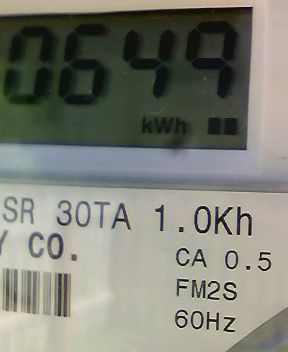 0649
kWh
SR 30TA 1.0Kh
Y CO.
CA 0.5
FM2S
60Hz